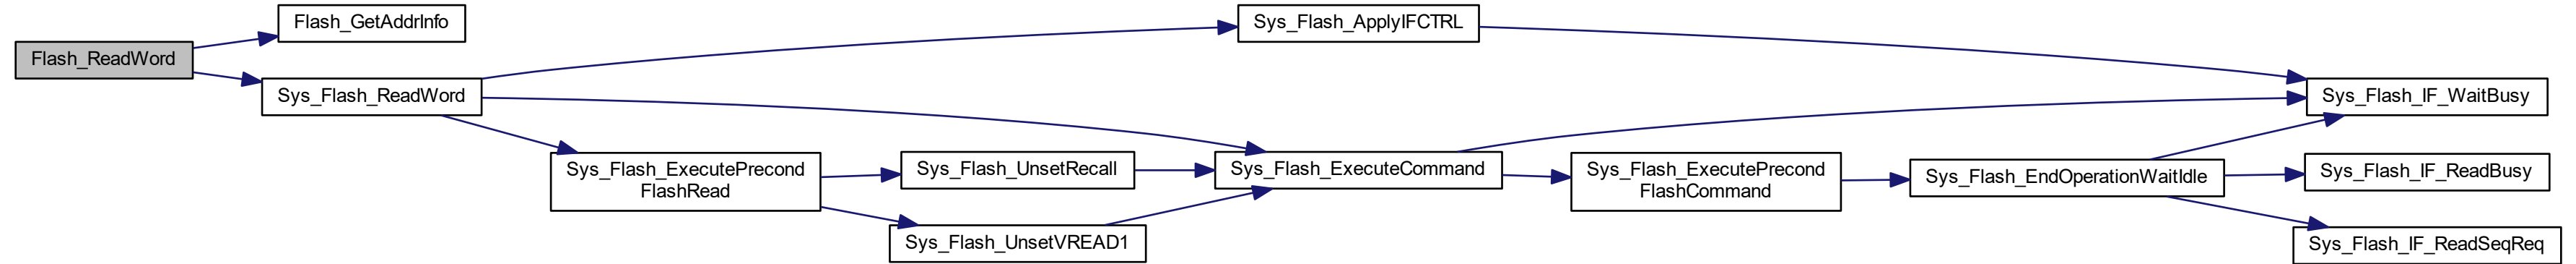 Flash_ReadWord
Flash_GetAddrInfo
Sys_Flash_ReadWord
Sys_Flash_ApplyIFCTRL
Sys_Flash_ExecutePrecond
FlashRead
Sys_Flash_UnsetRecall
Sys_Flash_UnsetVREAD1
Sys_Flash_ExecuteCommand
Sys_Flash_ExecutePrecond
FlashCommand
Sys_Flash_EndOperationWaitIdle
Sys_Flash_IF_WaitBusy
Sys_Flash_IF_ReadBusy
Sys_Flash_IF_ReadSeqReq